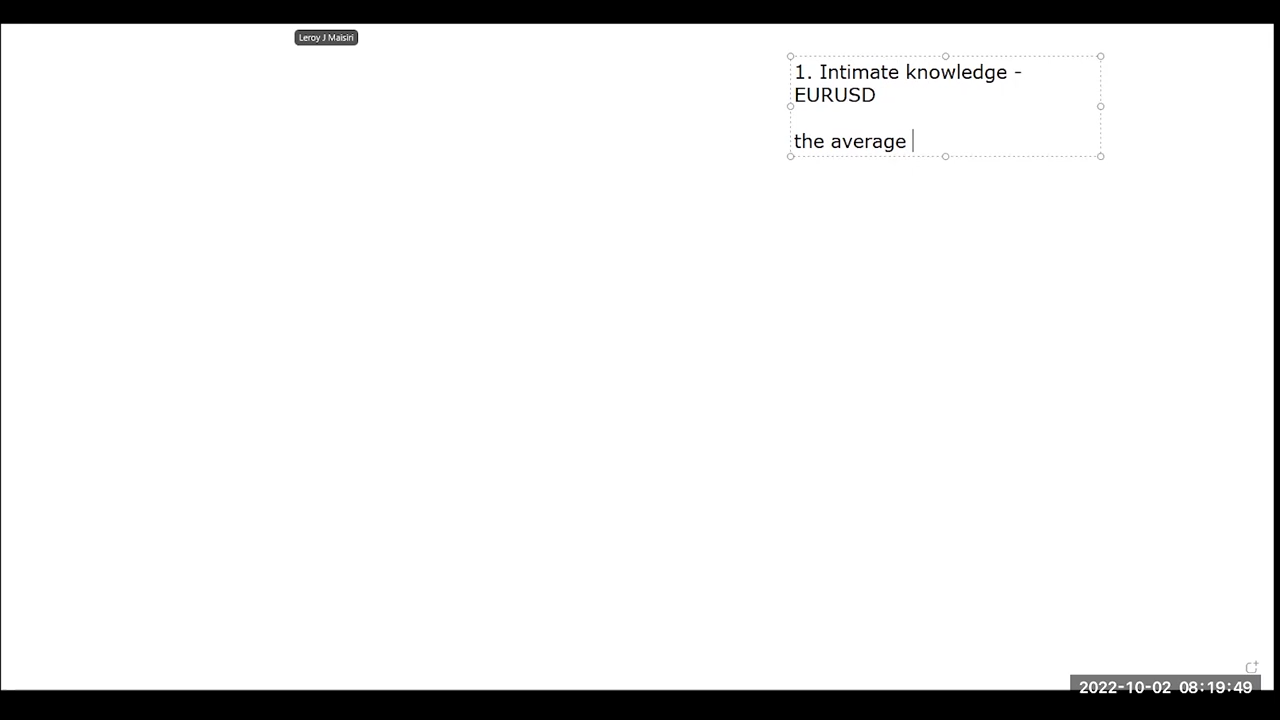 Leroy J Maisiri
1. Intimate knowledge -
EURUSD
the average
2022-10-02 08:19:49